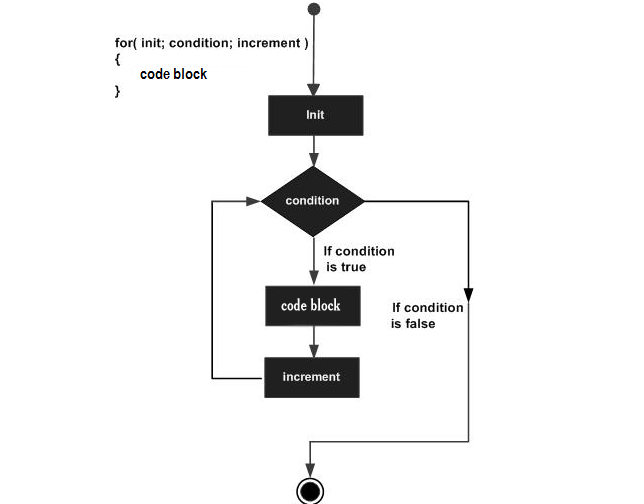 for( init; condition; increment )
{
code block
}
Init
condition
If condition
is true
code block
If condition
is false
increment